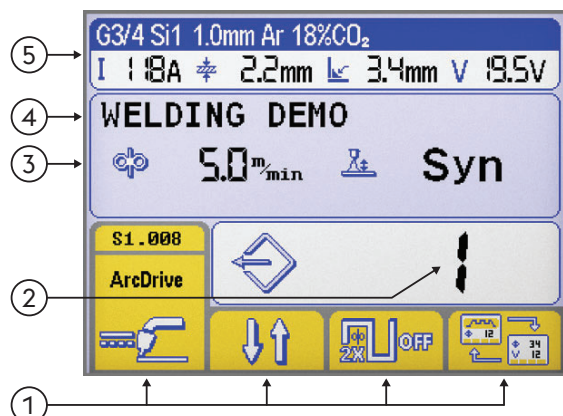 G3/4 Si1 1.0mm Ar 18%CO₂
5
I 118A 2.2mm 3.4mm V 19.5V
4
WELDING DEMO
3
5.0 m/min Syn
S1.008
ArcDrive
2
1
2X OFF
12
Φ 34
V 12
1